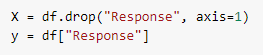 X = df.drop("Response", axis=1)
y = df["Response"]